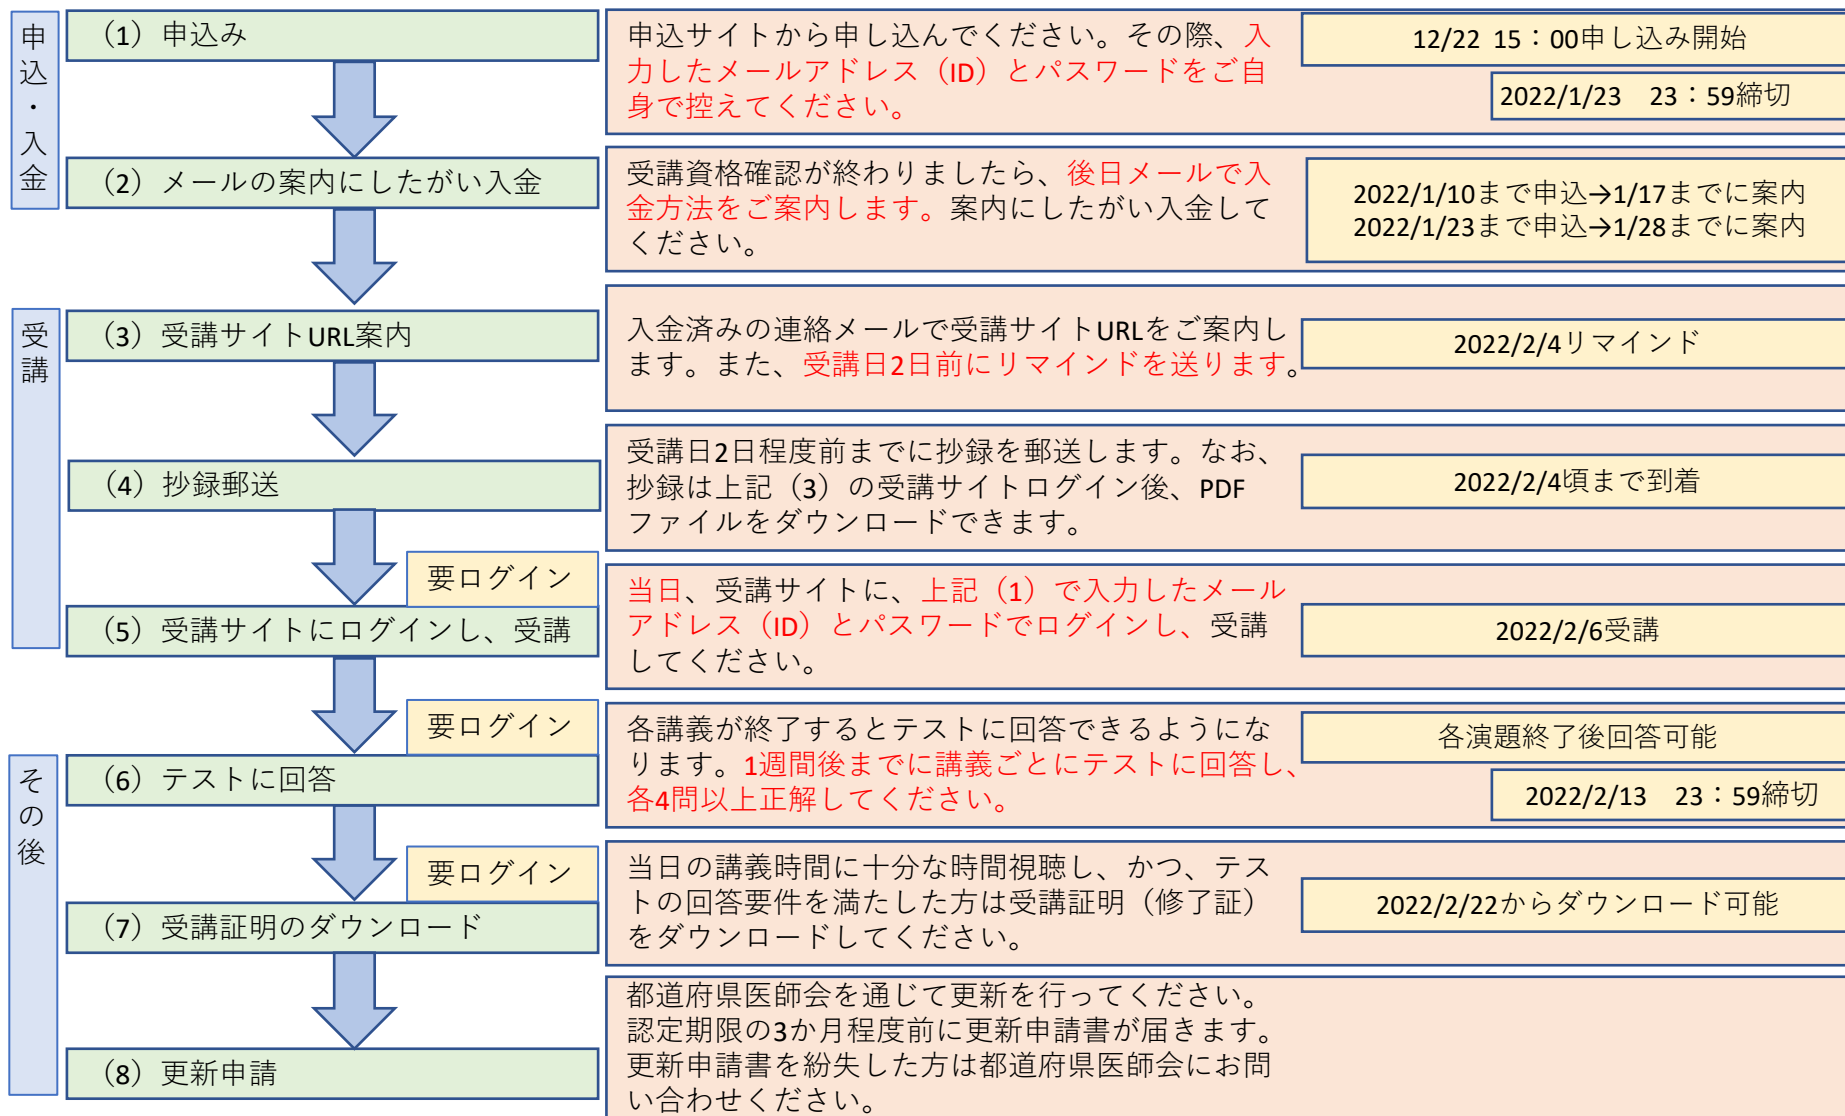 申込・入金
(1) 申込み
申込サイトから申し込んでください。その際、入
力したメールアドレス（ID）とパスワードをご自
身で控えてください。
12/22 15：00申し込み開始
2022/1/23　23：59締切
(2) メールの案内にしたがい入金
受講資格確認が終わりましたら、後日メールで入
金方法をご案内します。案内にしたがい入金して
ください。
2022/1/10まで申込→1/17までに案内
2022/1/23まで申込→1/28までに案内
受講
(3) 受講サイトURL案内
入金済みの連絡メールで受講サイトURLをご案内し
ます。また、受講日2日前にリマインドを送ります。
2022/2/4リマインド
(4) 抄録郵送
受講日2日程度前までに抄録を郵送します。なお、
抄録は上記（3）の受講サイトログイン後、PDF
ファイルをダウンロードできます。
2022/2/4頃まで到着
要ログイン
(5) 受講サイトにログインし、受講
当日、受講サイトに、上記（1）で入力したメール
アドレス（ID）とパスワードでログインし、受講
してください。
2022/2/6受講
要ログイン
その後
(6) テストに回答
各講義が終了するとテストに回答できるようにな
ります。1週間後までに講義ごとにテストに回答し、
各4問以上正解してください。
各演題終了後回答可能
2022/2/13　23：59締切
要ログイン
(7) 受講証明のダウンロード
当日の講義時間に十分な時間視聴し、かつ、テス
トの回答要件を満たした方は受講証明（修了証）
をダウンロードしてください。
2022/2/22からダウンロード可能
(8) 更新申請
都道府県医師会を通じて更新を行ってください。
認定期限の3か月程度前に更新申請書が届きます。
更新申請書を紛失した方は都道府県医師会にお問
い合わせください。